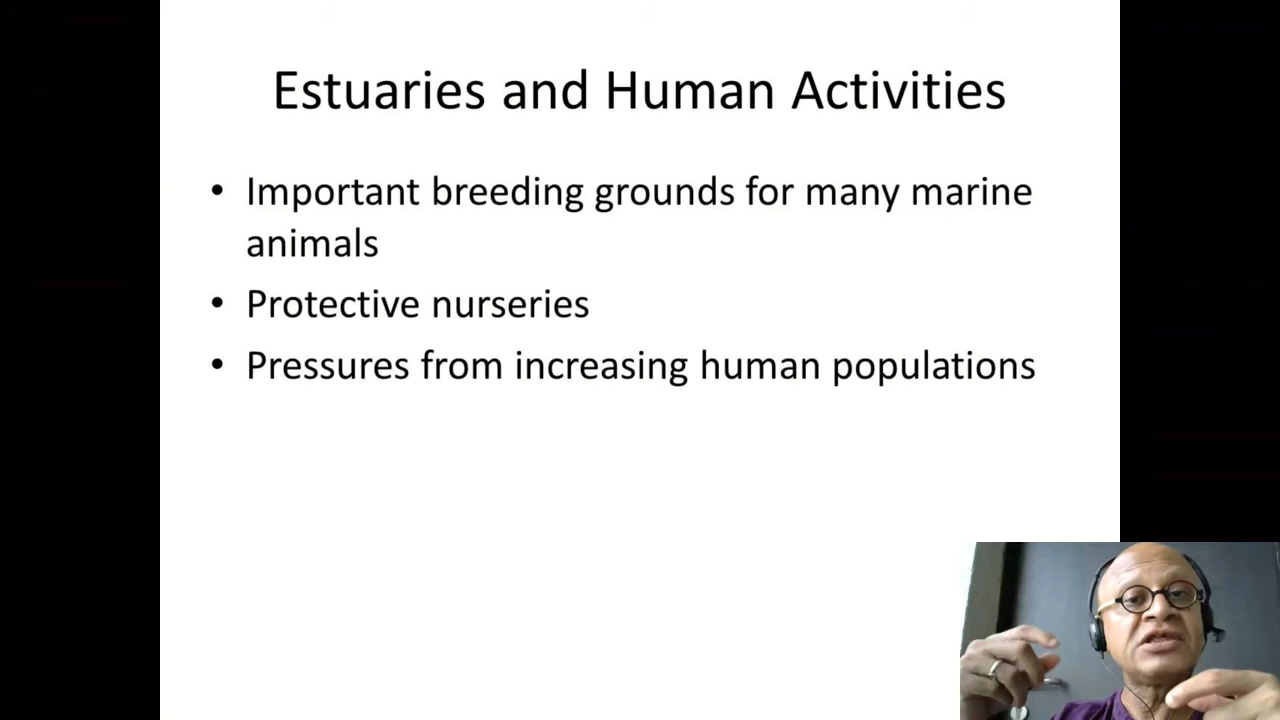 Estuaries and Human Activities
• Important breeding grounds for many marine
animals
• Protective nurseries
• Pressures from increasing human populations